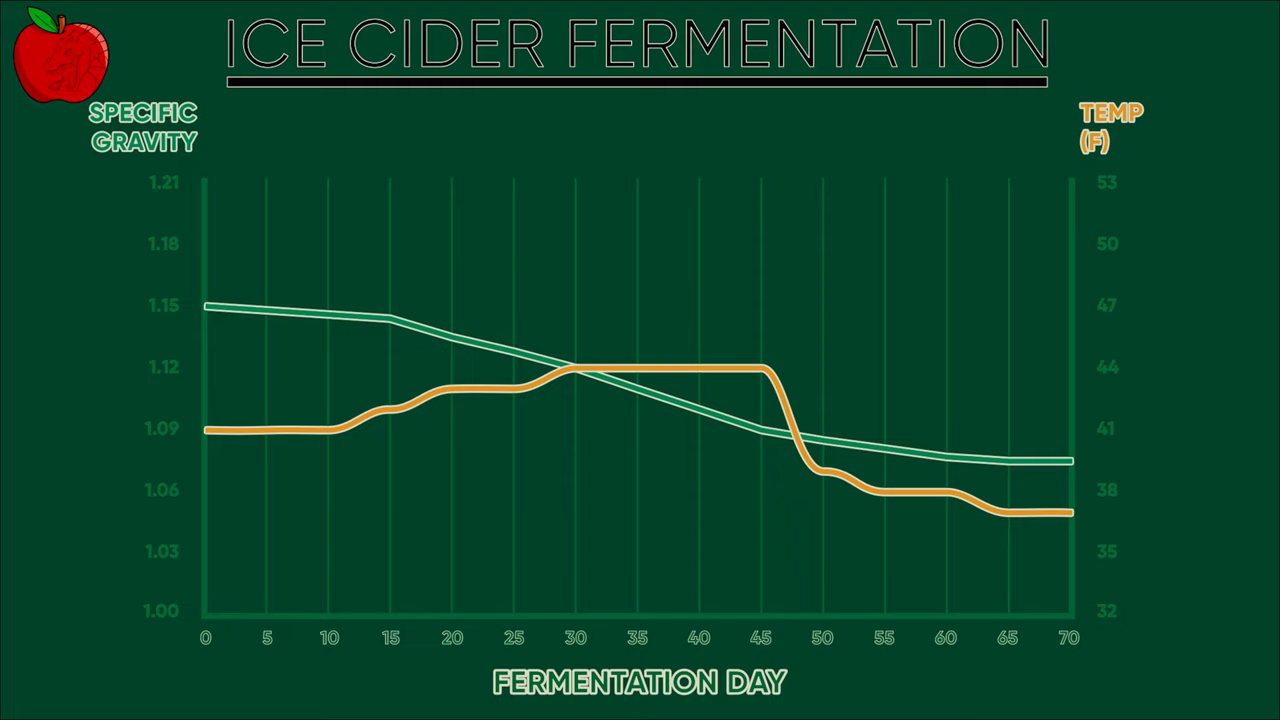 ICE CIDER FERMENTATION
SPECIFIC
GRAVITY
TEMP
(F)
1.21
53
1.18
50
1.15
47
1.12
44
1.09
41
1.06
38
1.03
35
1.00
32
0 5 10 15 20 25 30 35 40 45 50 55 60 65 70
FERMENTATION DAY